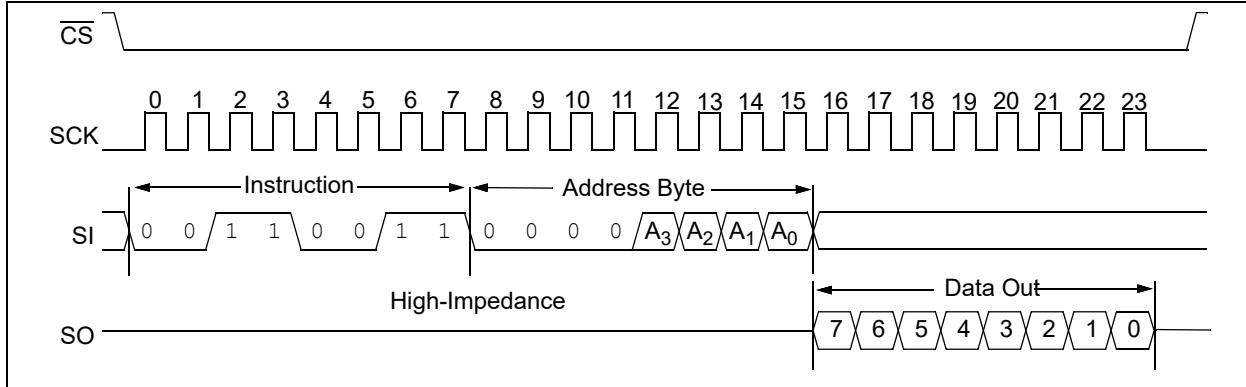 CS
0 1 2 3 4 5 6 7 8 9 10 11 12 13 14 15 16 17 18 19 20 21 22 23
SCK
Instruction Address Byte
SI 0 0 1 1 0 0 1 1 0 0 0 0 A3 A2 A1 A0
Data Out
High-Impedance
SO 7 6 5 4 3 2 1 0